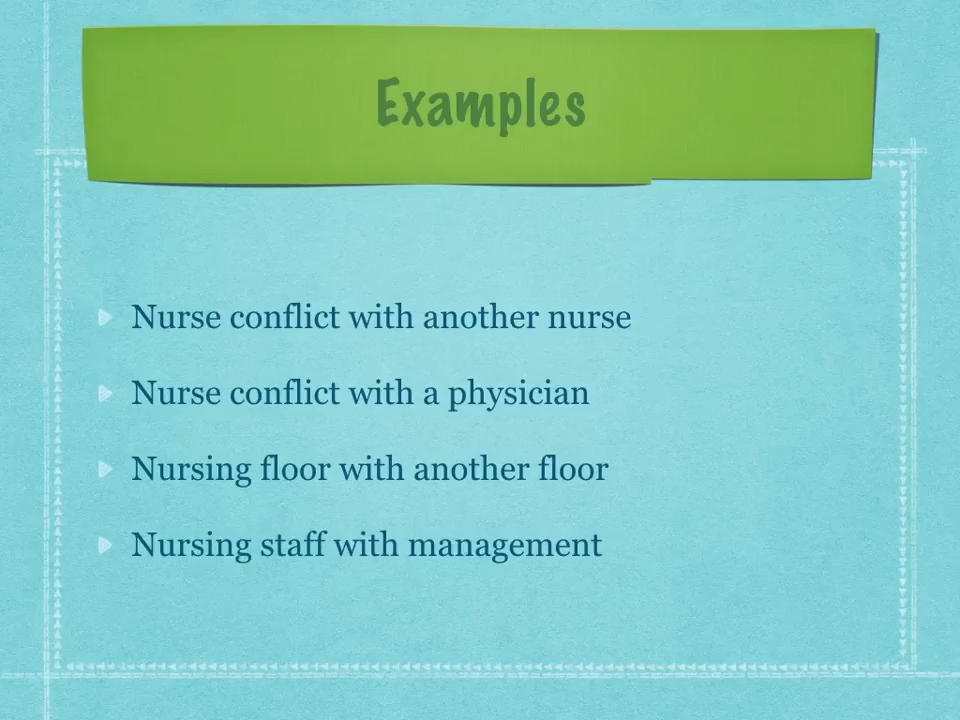 Examples
Nurse conflict with another nurse
Nurse conflict with a physician
Nursing floor with another floor
Nursing staff with management